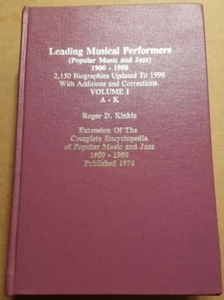 Leading Musical Performers
(Popular Music and Jazz)
1900 - 1950
2,150 Biographies Updated To 1996
With Additions and Corrections.
VOLUME I
A - K
Roger D. Kinkle
Extension Of The
Complete Encyclopedia
of Popular Music and Jazz
1900 - 1950
Published 1974